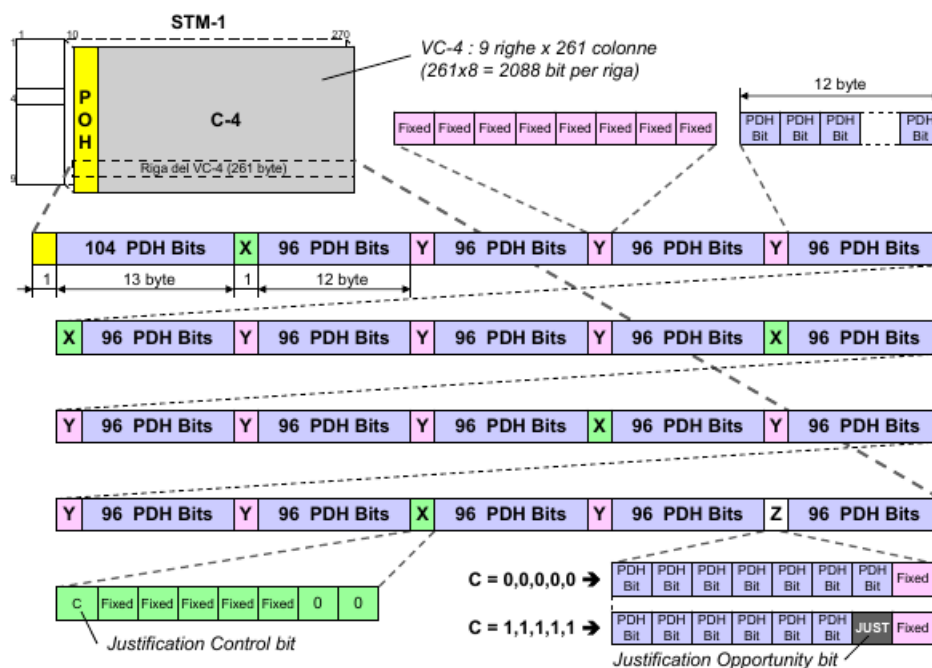 STM-1
1
10
270
1
4
9
P
O
H
C-4
Riga del VC-4 (261 byte)
VC-4 : 9 righe x 261 colonne
(261x8 = 2088 bit per riga)
Fixed Fixed Fixed Fixed Fixed Fixed Fixed Fixed
12 byte
PDH Bit PDH Bit PDH Bit PDH Bit
104 PDH Bits X 96 PDH Bits Y 96 PDH Bits Y 96 PDH Bits Y 96 PDH Bits
1 13 byte 1 12 byte
X 96 PDH Bits Y 96 PDH Bits Y 96 PDH Bits Y 96 PDH Bits X 96 PDH Bits
Y 96 PDH Bits Y 96 PDH Bits Y 96 PDH Bits X 96 PDH Bits Y 96 PDH Bits
Y 96 PDH Bits Y 96 PDH Bits X 96 PDH Bits Y 96 PDH Bits Z 96 PDH Bits
C Fixed Fixed Fixed Fixed Fixed 0 0
Justification Control bit
C = 0,0,0,0,0 ➔ PDH Bit PDH Bit PDH Bit PDH Bit PDH Bit PDH Bit PDH Bit Fixed
C = 1,1,1,1,1 ➔ PDH Bit PDH Bit PDH Bit PDH Bit PDH Bit PDH Bit JUST Fixed
Justification Opportunity bit